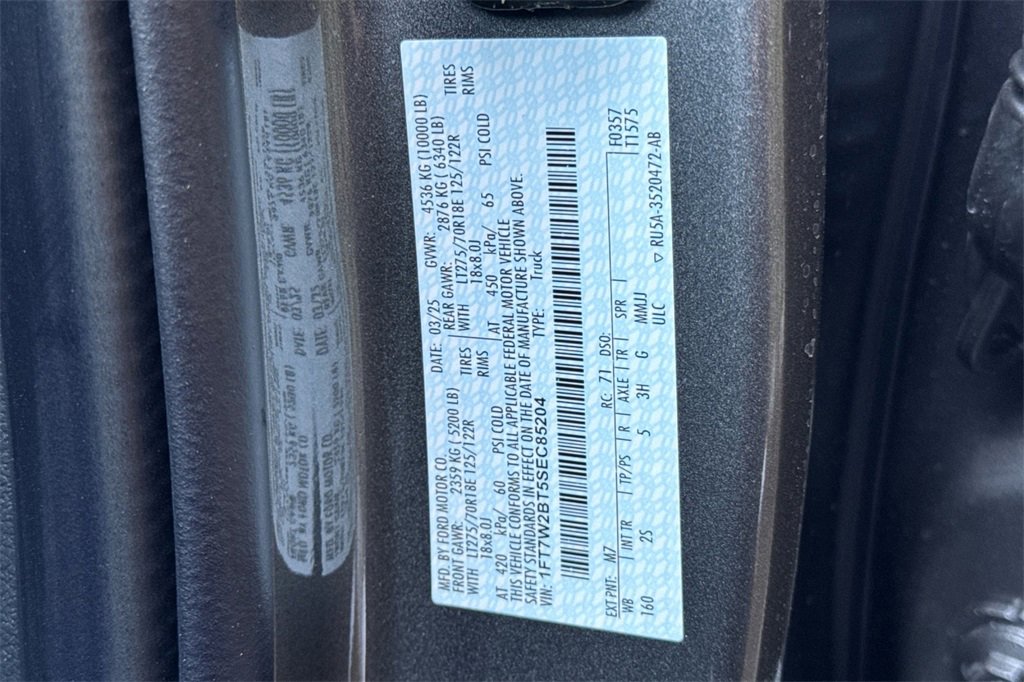 MFD. BY FORD MOTOR CO.
DATE: 03/25 GVWR: 4536 KG (10000 LB)
FRONT GAWR: 2359 KG ( 5200 LB) REAR GAWR: 2876 KG ( 6340 LB)
WITH LT275/70R18E 125/122R TIRES WITH LT275/70R18E 125/122R TIRES
18x8.0J RIMS 18x8.0J RIMS
AT 420 kPa/ 60 PSI COLD AT 450 kPa/ 65 PSI COLD
THIS VEHICLE CONFORMS TO ALL APPLICABLE FEDERAL MOTOR VEHICLE
SAFETY STANDARDS IN EFFECT ON THE DATE OF MANUFACTURE SHOWN ABOVE.
VIN: 1FT7W2BT5SEC85204 TYPE: Truck
EXT PNT: M7 RC: 71 DSO: F0357
WB INT TR TP/PS R AXLE TR SPR T1575
160 2S 5 3H G MMJJ
ULC ▽ RU5A-3520472-AB